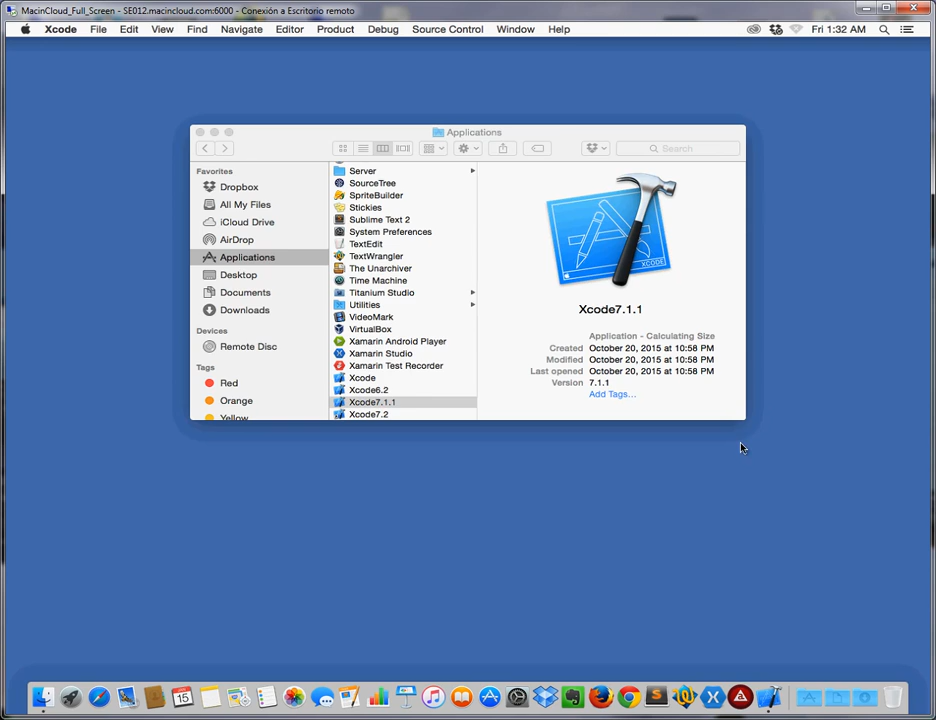 MacinCloud_Full_Screen - SE012.macincloud.com:6000 - Conexión a Escritorio remoto
Xcode File Edit View Find Navigate Editor Product Debug Source Control Window Help Fri 1:32 AM
Applications
Search
Favorites
Dropbox
All My Files
iCloud Drive
AirDrop
Applications
Desktop
Documents
Downloads
Devices
Remote Disc
Tags
Red
Orange
Yellow
Server
SourceTree
SpriteBuilder
Stickies
Sublime Text 2
System Preferences
TextEdit
TextWrangler
The Unarchiver
Time Machine
Titanium Studio
Utilities
VideoMark
VirtualBox
Xamarin Android Player
Xamarin Studio
Xamarin Test Recorder
Xcode
Xcode6.2
Xcode7.1.1
Xcode7.2
XCODE
Xcode7.1.1
Application - Calculating Size
Created October 20, 2015 at 10:58 PM
Modified October 20, 2015 at 10:58 PM
Last opened October 20, 2015 at 10:58 PM
Version 7.1.1
Add Tags...
15